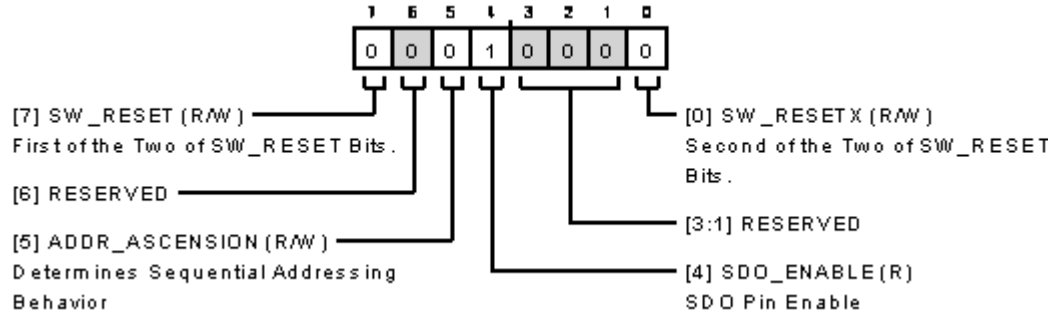 7 6 5 4 3 2 1 0
0 0 0 1 0 0 0 0
[7] SW_RESET (R/W)
First of the Two of SW_RESET Bits.
[6] RESERVED
[5] ADDR_ASCENSION (R/W)
Determines Sequential Addressing
Behavior
[0] SW_RESETX (R/W)
Second of the Two of SW_RESET
Bits.
[3:1] RESERVED
[4] SDO_ENABLE (R)
SDO Pin Enable